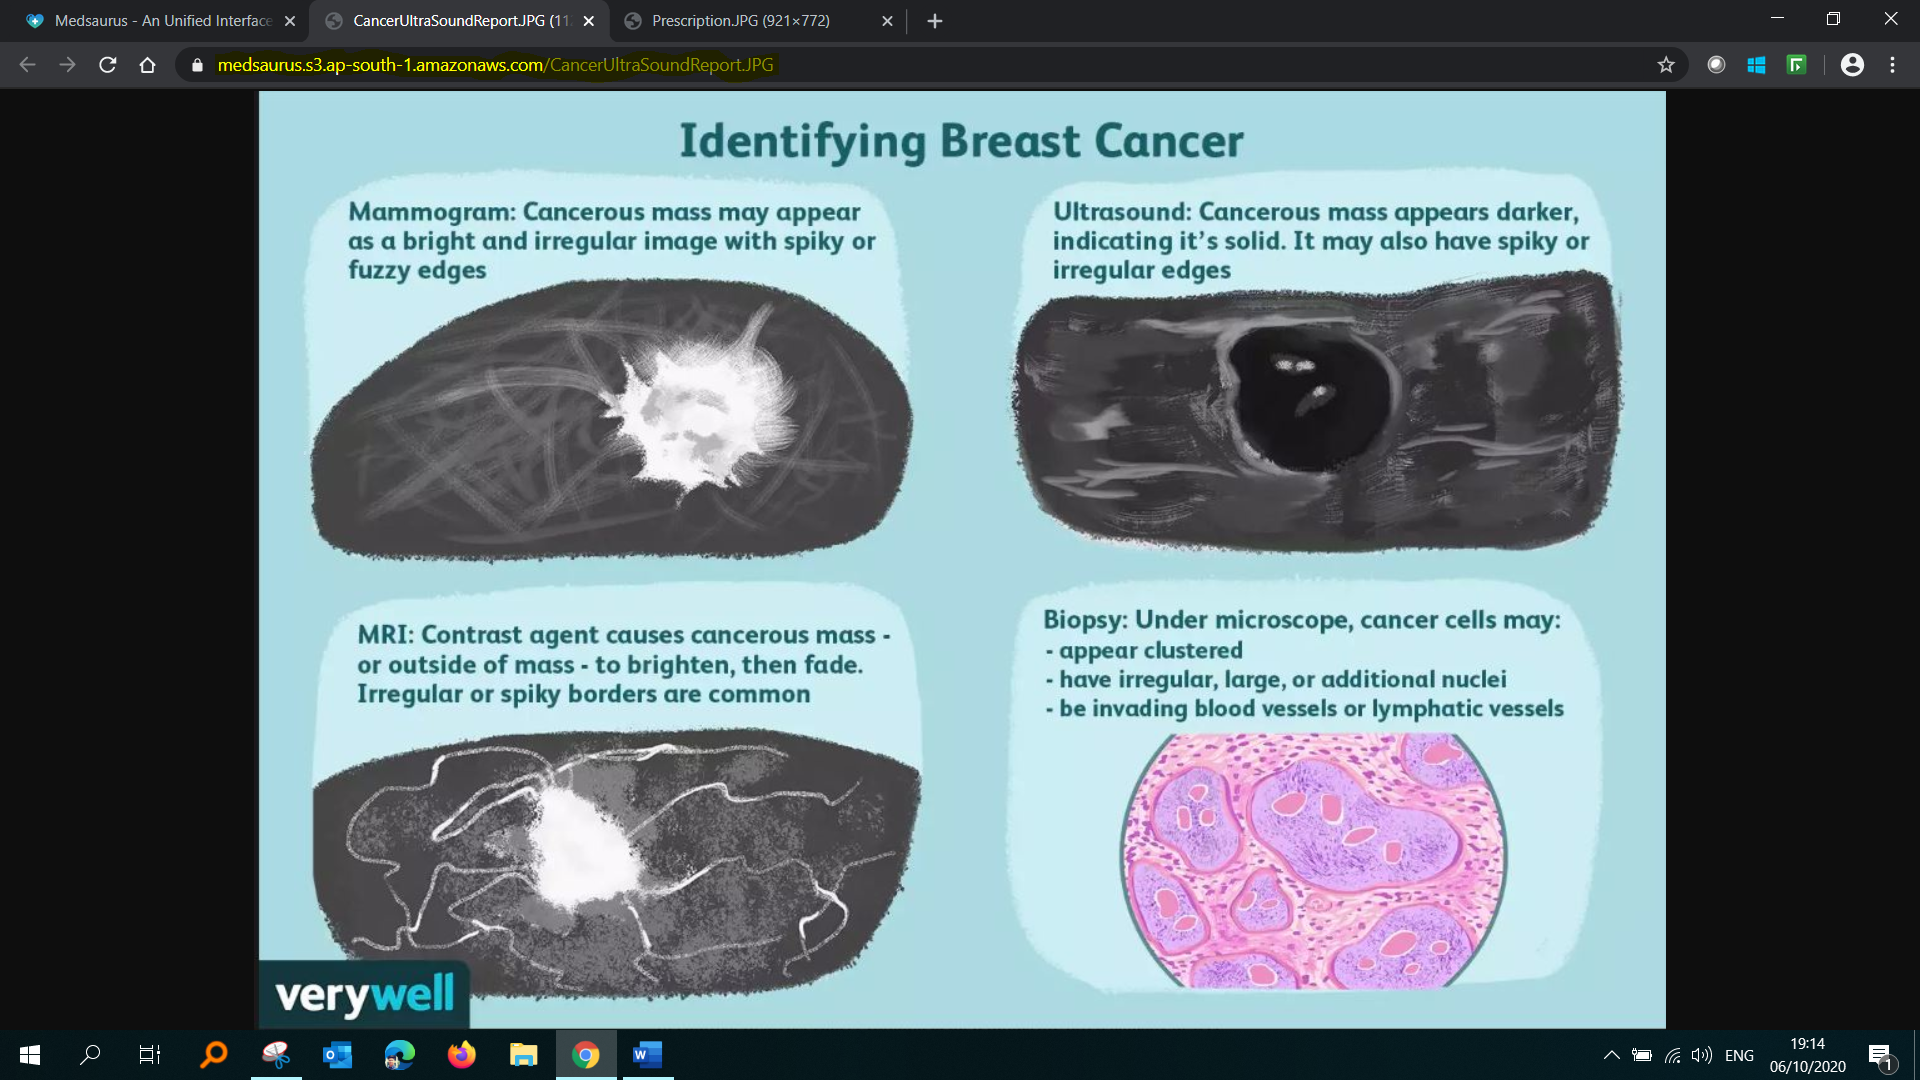 Medsaurus - An Unified Interface
CancerUltraSoundReport.JPG (11
Prescription.JPG (921×772)
medsaurus.s3.ap-south-1.amazonaws.com/CancerUltraSoundReport.JPG
Identifying Breast Cancer
Mammogram: Cancerous mass may appear
as a bright and irregular image with spiky or
fuzzy edges
Ultrasound: Cancerous mass appears darker,
indicating it's solid. It may also have spiky or
irregular edges
MRI: Contrast agent causes cancerous mass -
or outside of mass - to brighten, then fade.
Irregular or spiky borders are common
Biopsy: Under microscope, cancer cells may:
- appear clustered
- have irregular, large, or additional nuclei
- be invading blood vessels or lymphatic vessels
verywell
ENG
19:14
06/10/2020
1